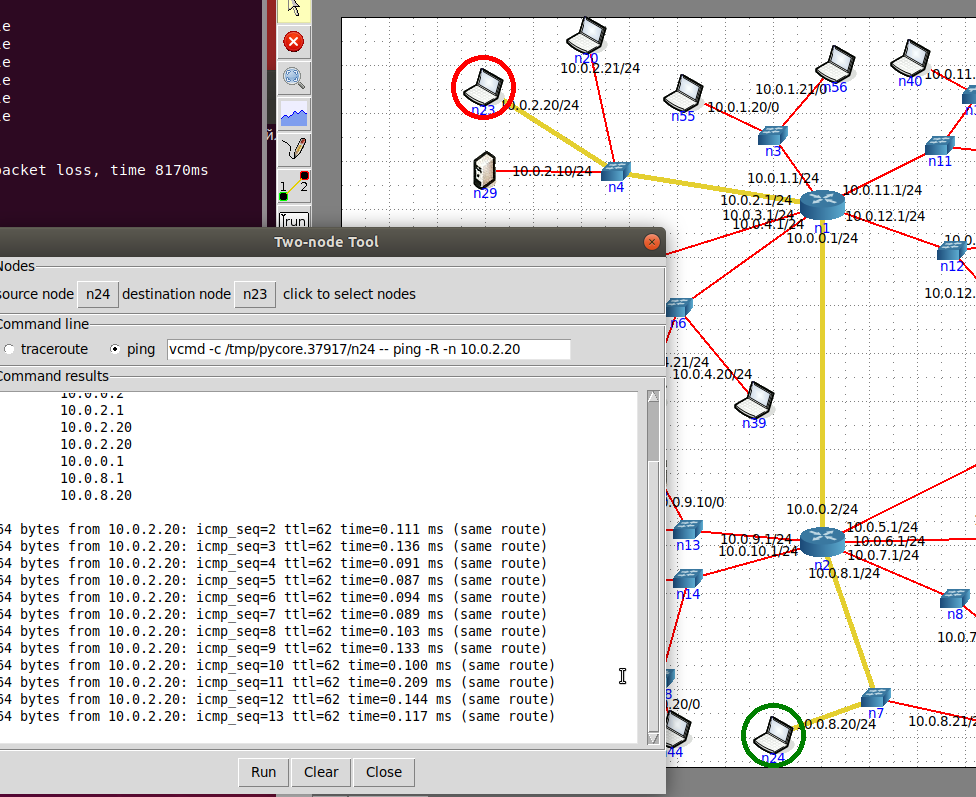 le
le
le
le
le
le
packet loss, time 8170ms
1 2
run
n20
10.0.2.21/24
n23
10.0.2.20/24
n29
10.0.2.10/24
n4
n55
10.0.1.20/0
10.0.1.21/0
n56
n40
10.0.11.
n3
n11
10.0.1.1/24
10.0.11.1/24
10.0.2.1/24
10.0.3.1/24
10.0.4.1/24
n1
10.0.12.1/24
10.0.0.1/24
n12
10.0.12.
Two-node Tool
Nodes
source node n24 destination node n23 click to select nodes
Command line
traceroute ping vcmd -c /tmp/pycore.37917/n24 -- ping -R -n 10.0.2.20
Command results
10.0.0.2
10.0.2.1
10.0.2.20
10.0.2.20
10.0.0.1
10.0.8.1
10.0.8.20
64 bytes from 10.0.2.20: icmp_seq=2 ttl=62 time=0.111 ms (same route)
64 bytes from 10.0.2.20: icmp_seq=3 ttl=62 time=0.136 ms (same route)
64 bytes from 10.0.2.20: icmp_seq=4 ttl=62 time=0.091 ms (same route)
64 bytes from 10.0.2.20: icmp_seq=5 ttl=62 time=0.087 ms (same route)
64 bytes from 10.0.2.20: icmp_seq=6 ttl=62 time=0.094 ms (same route)
64 bytes from 10.0.2.20: icmp_seq=7 ttl=62 time=0.089 ms (same route)
64 bytes from 10.0.2.20: icmp_seq=8 ttl=62 time=0.103 ms (same route)
64 bytes from 10.0.2.20: icmp_seq=9 ttl=62 time=0.133 ms (same route)
64 bytes from 10.0.2.20: icmp_seq=10 ttl=62 time=0.100 ms (same route)
64 bytes from 10.0.2.20: icmp_seq=11 ttl=62 time=0.209 ms (same route)
64 bytes from 10.0.2.20: icmp_seq=12 ttl=62 time=0.144 ms (same route)
64 bytes from 10.0.2.20: icmp_seq=13 ttl=62 time=0.117 ms (same route)
Run Clear Close
n6
4.21/24
10.0.4.20/24
n39
0.9.10/0
n13
10.0.9.1/24
10.0.10.1/24
n14
10.0.0.2/24
10.0.5.1/24
10.0.6.1/24
10.0.7.1/24
n2
10.0.8.1/24
n8
10.0.7
8
.20/0
44
n24
0.0.8.20/24
n7
10.0.8.21/2